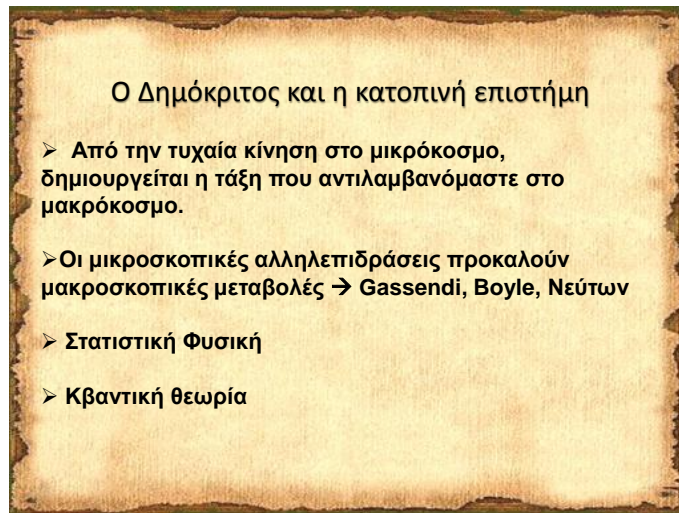 Ο Δημόκριτος και η κατοπινή επιστήμη
➢ Από την τυχαία κίνηση στο μικρόκοσμο,
δημιουργείται η τάξη που αντιλαμβανόμαστε στο
μακρόκοσμο.
➢Οι μικροσκοπικές αλληλεπιδράσεις προκαλούν
μακροσκοπικές μεταβολές → Gassendi, Boyle, Νεύτων
➢ Στατιστική Φυσική
➢ Κβαντική θεωρία